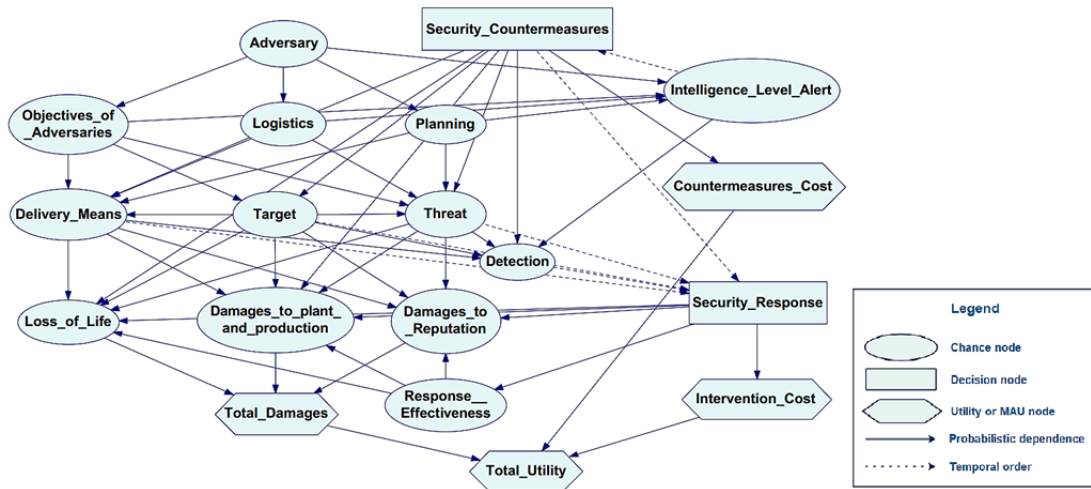 Security_Countermeasures
Adversary
Intelligence_Level_Alert
Objectives_of
_Adversaries
Logistics
Planning
Countermeasures_Cost
Delivery_Means
Target
Threat
Detection
Security_Response
Loss_of_Life
Damages_to_plant_
and_production
Damages_to
_Reputation
Response__
Effectiveness
Intervention_Cost
Total_Damages
Total_Utility
Legend
Chance node
Decision node
Utility or MAU node
Probabilistic dependence
Temporal order